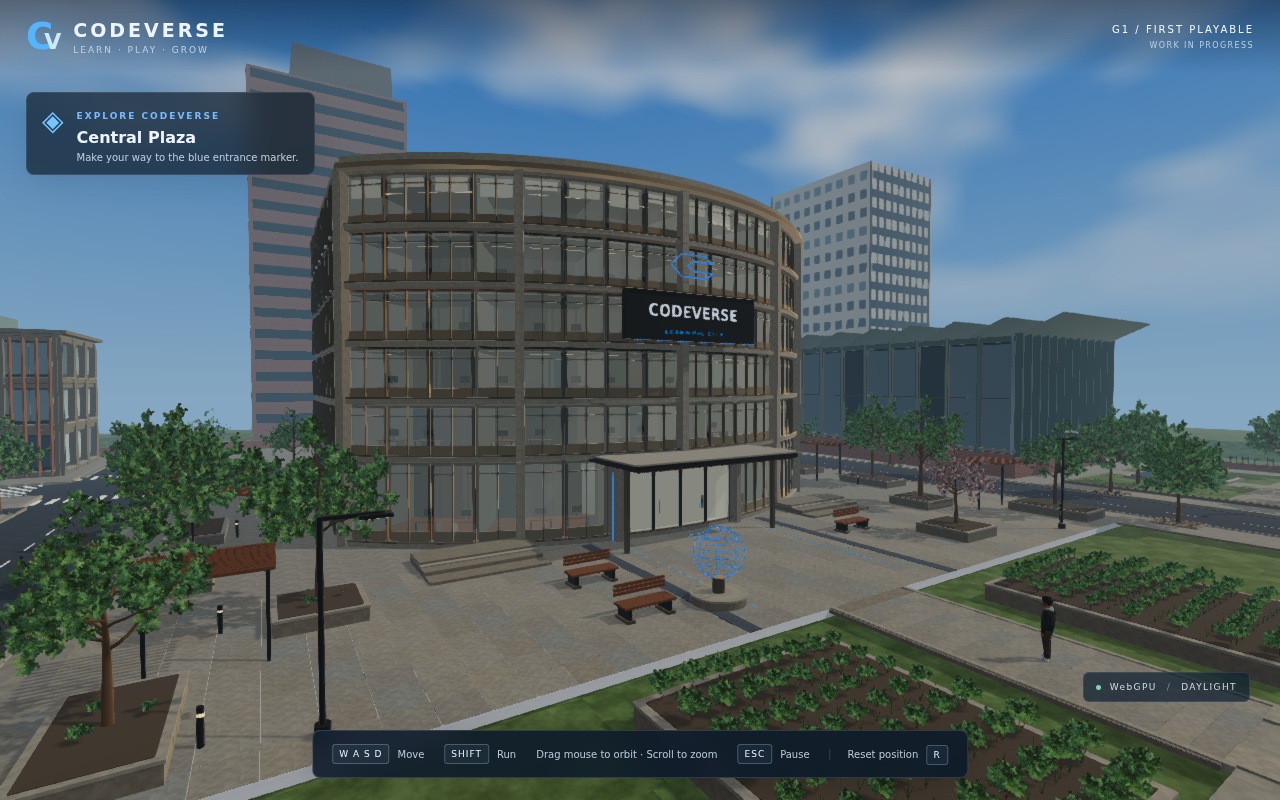 CV CODEVERSE
LEARN · PLAY · GROW
G1 / FIRST PLAYABLE
WORK IN PROGRESS
EXPLORE CODEVERSE
Central Plaza
Make your way to the blue entrance marker.
CODEVERSE
WebGPU / DAYLIGHT
W A S D Move SHIFT Run Drag mouse to orbit · Scroll to zoom ESC Pause | Reset position R